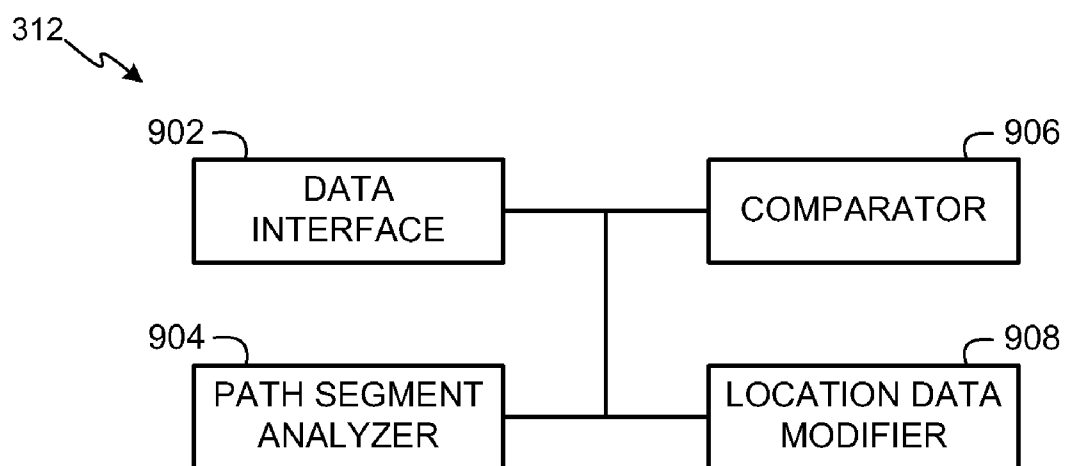 312
902
906
DATA
INTERFACE
COMPARATOR
904
908
PATH SEGMENT
ANALYZER
LOCATION DATA
MODIFIER